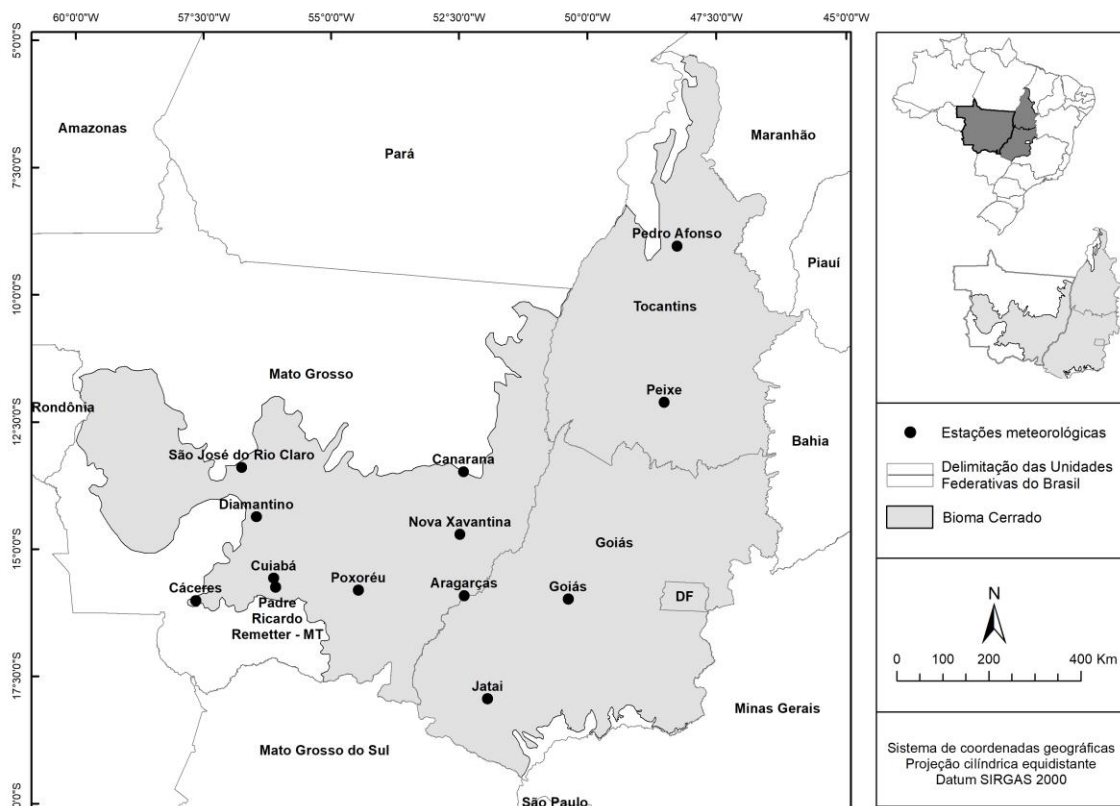 60°0'0"W
57°30'0"W
55°0'0"W
52°30'0"W
50°0'0"W
47°30'0"W
45°0'0"W
5°0'0"S
7°30'0"S
10°0'0"S
12°30'0"S
15°0'0"S
17°30'0"S
Amazonas
Pará
Maranhão
Pedro Afonso
Piauí
Tocantins
Mato Grosso
Rondônia
Peixe
Bahia
São José do Rio Claro
Canarana
Diamantino
Nova Xavantina
Goiás
Cuiabá
Cáceres
Poxoréu
Aragarças
Goiás
DF
Padre
Ricardo
Remetter - MT
Jatai
Minas Gerais
Mato Grosso do Sul
São Paulo
Estações meteorológicas
Delimitação das Unidades
Federativas do Brasil
Bioma Cerrado
N
0 100 200 400 Km
Sistema de coordenadas geográficas
Projeção cilíndrica equidistante
Datum SIRGAS 2000